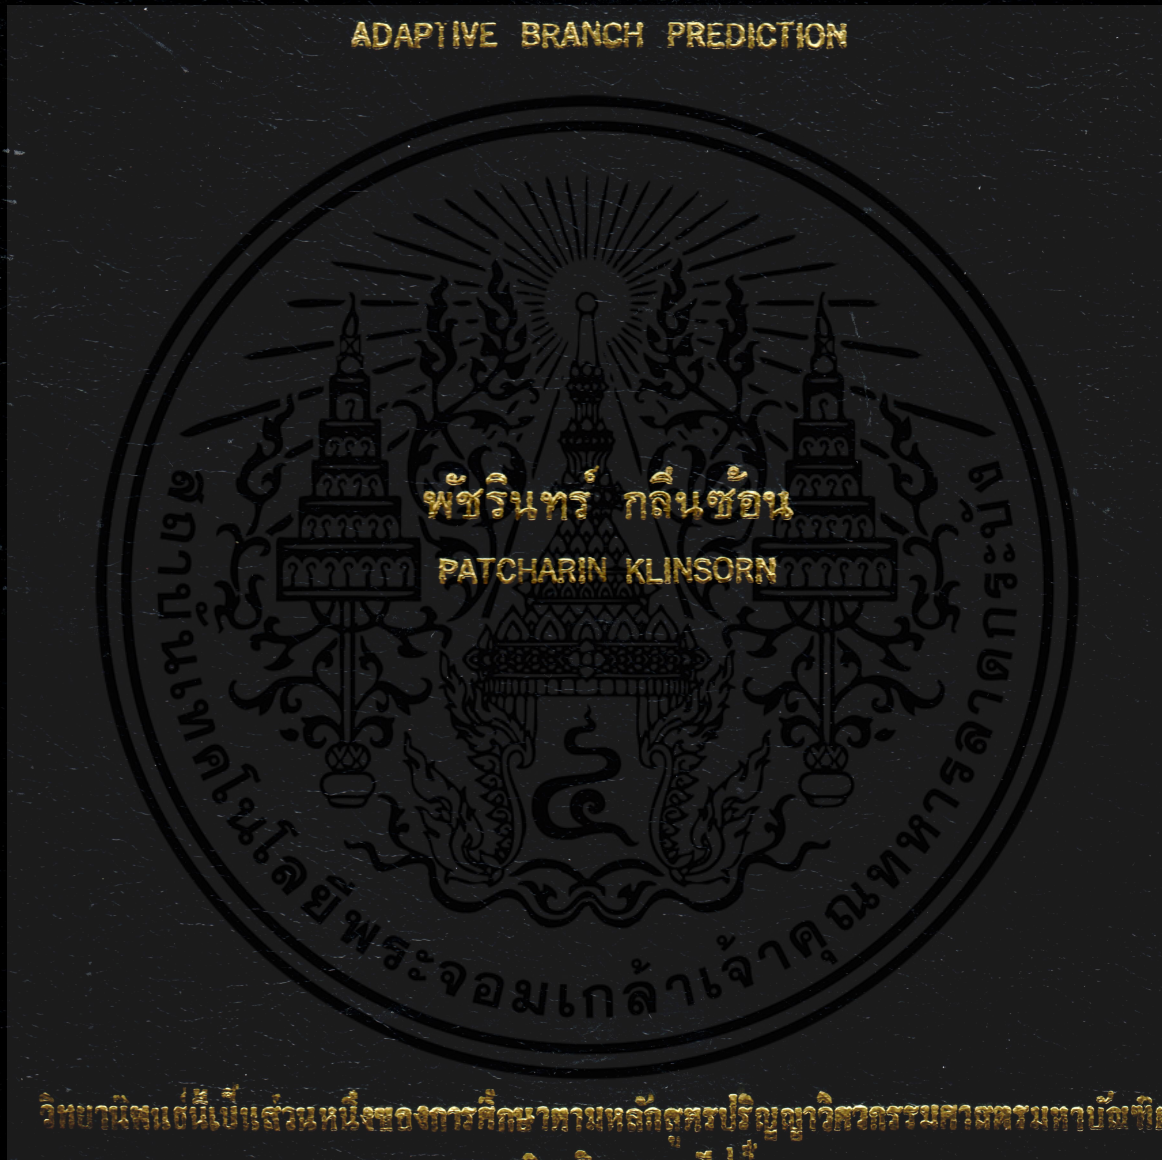 ADAPTIVE BRANCH PREDICTION
พัชรินทร์ กลิ่นซ้อน
PATCHARIN KLINSORN
สถาบันเทคโนโลยีพระจอมเกล้าเจ้าคุณทหารลาดกระบัง
วิทยานิพนธ์นี้เป็นส่วนหนึ่งของการศึกษาตามหลักสูตรปริญญาวิศวกรรมศาสตรมหาบัณฑิต